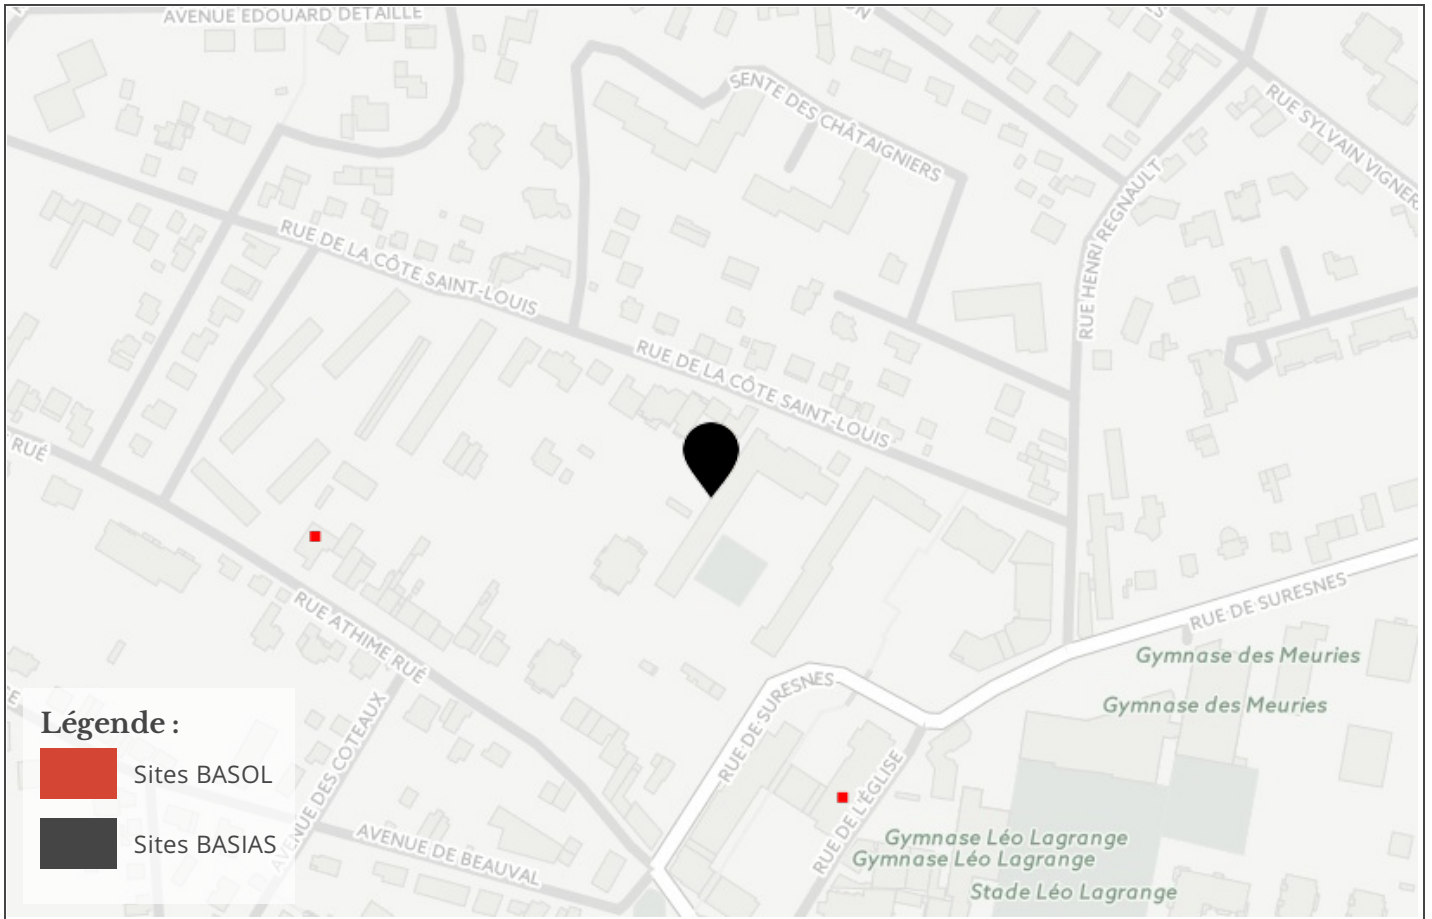 AVENUE EDOUARD DETAILLE
SENTE DES CHÂTAIGNIERS
RUE SYLVAIN VIGNER
RUE HENRI REGNAULT
RUE DE LA CÔTE SAINT-LOUIS
RUE DE LA CÔTE SAINT-LOUIS
RUÉ
RUE ATHIME RUÉ
RUE DE SURESNES
Gymnase des Meuries
Gymnase des Meuries
RUE DE SURESNES
AVENUE DES COTEAUX
AVENUE DE BEAUVAL
RUE DE L'ÉGLISE
Gymnase Léo Lagrange
Gymnase Léo Lagrange
Stade Léo Lagrange
Légende :
Sites BASOL
Sites BASIAS